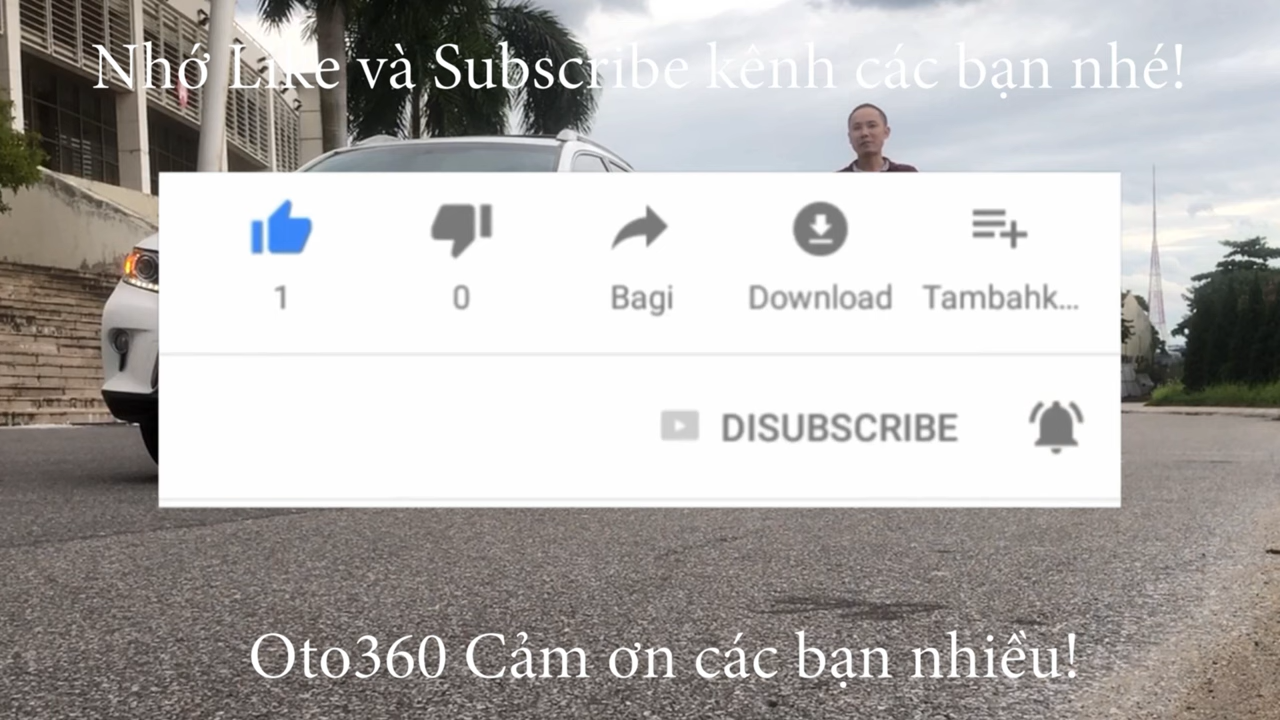 Nhớ Like và Subscribe kênh các bạn nhé!
1 0 Bagi Download Tambahk...
DISUBSCRIBE
Oto360 Cảm ơn các bạn nhiều!